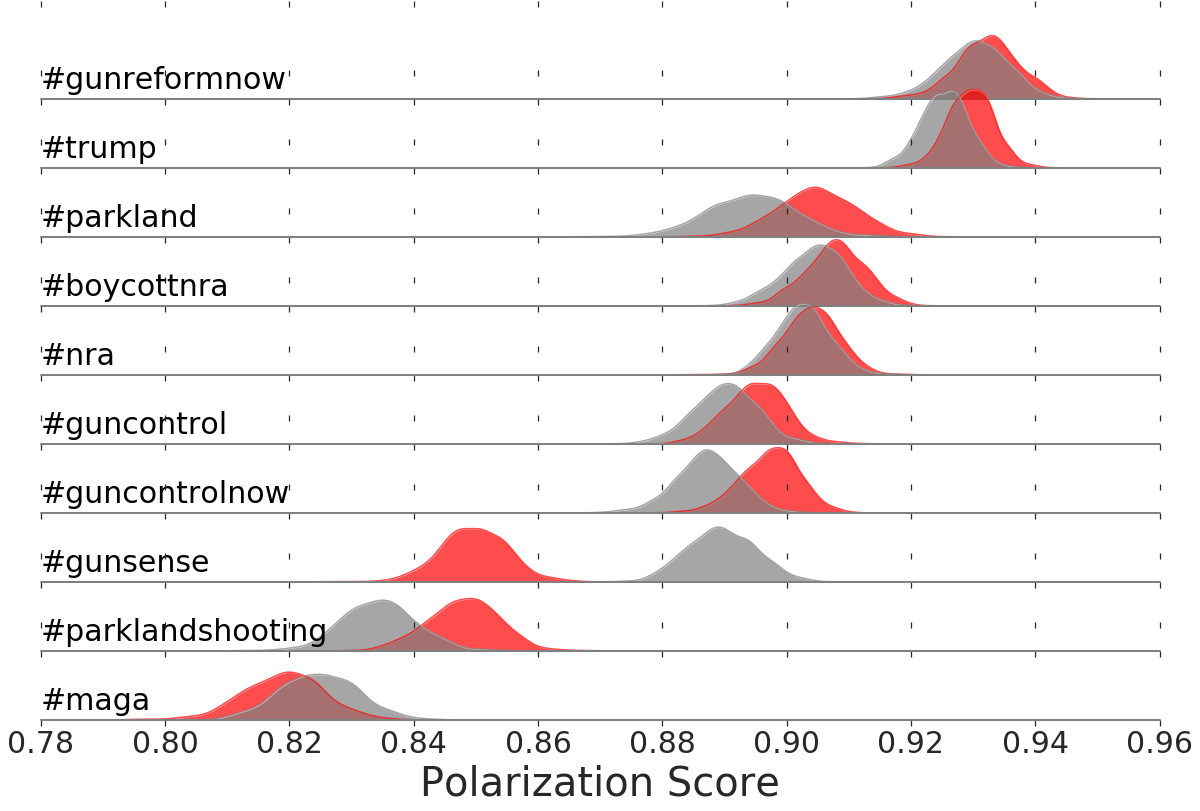 #gunreformnow
#trump
#parkland
#boycottnra
#nra
#guncontrol
#guncontrolnow
#gunsense
#parklandshooting
#maga
0.78 0.80 0.82 0.84 0.86 0.88 0.90 0.92 0.94 0.96
Polarization Score